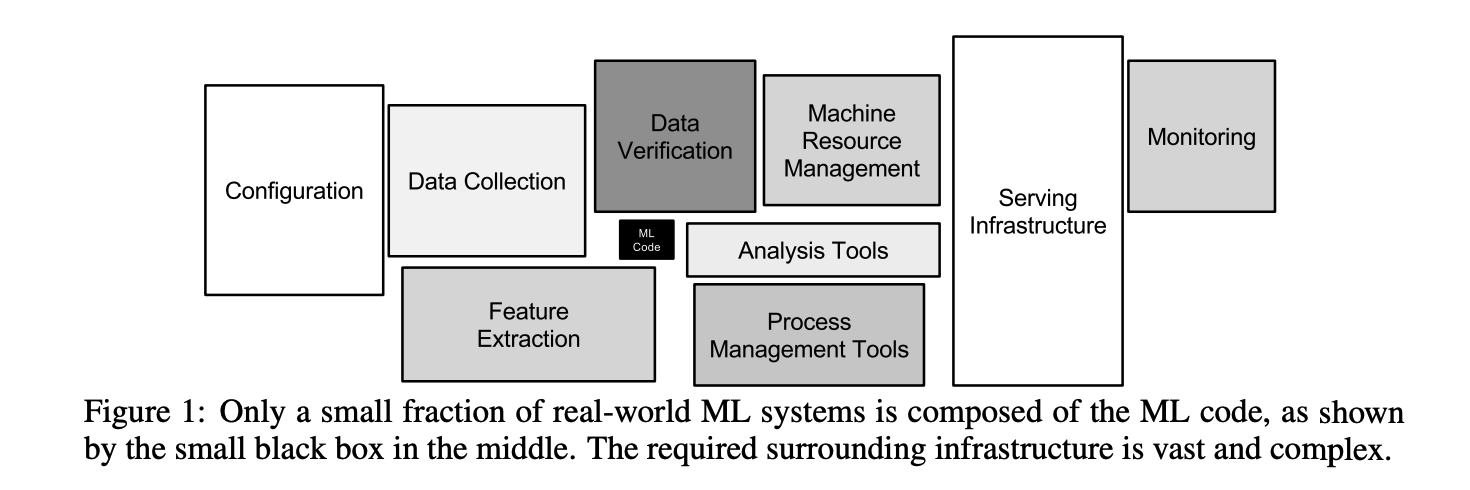 Configuration
Data Collection
Data
Verification
Machine
Resource
Management
Monitoring
Serving
Infrastructure
ML
Code
Analysis Tools
Feature
Extraction
Process
Management Tools
Figure 1: Only a small fraction of real-world ML systems is composed of the ML code, as shown
by the small black box in the middle. The required surrounding infrastructure is vast and complex.